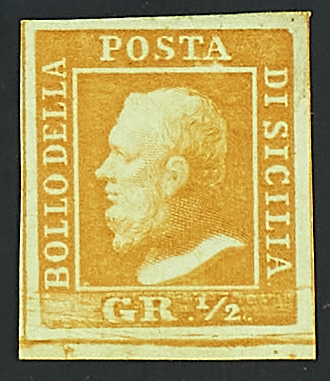 BOLLO DELLA
POSTA
DI SICILIA
GR. ½.